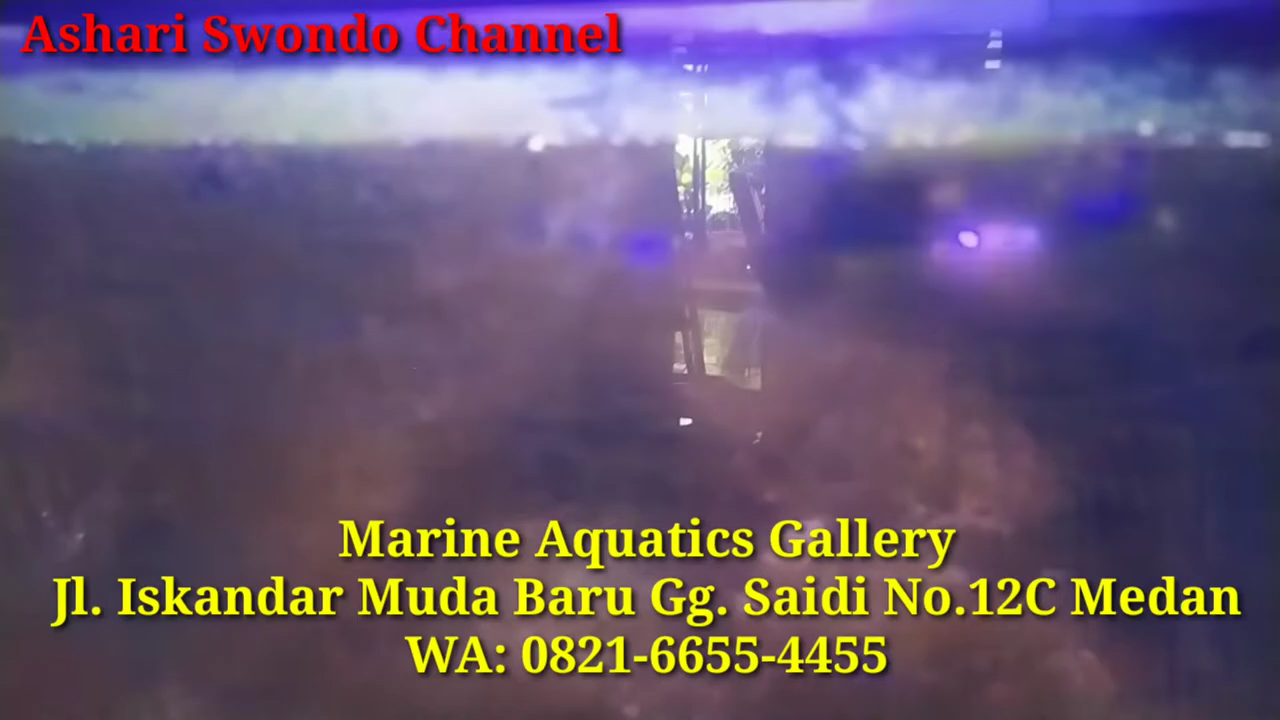 Ashari Swondo Channel
Marine Aquatics Gallery
Jl. Iskandar Muda Baru Gg. Saidi No.12C Medan
WA: 0821-6655-4455